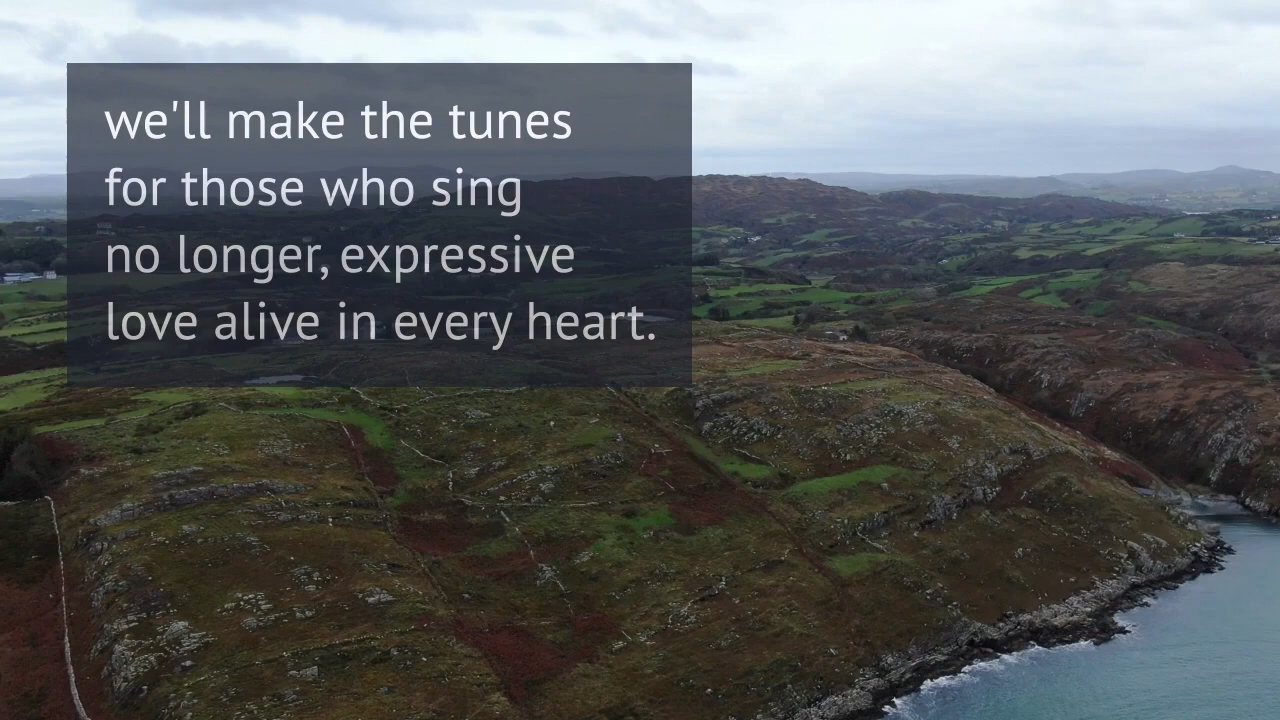 we'll make the tunes
for those who sing
no longer, expressive
love alive in every heart.